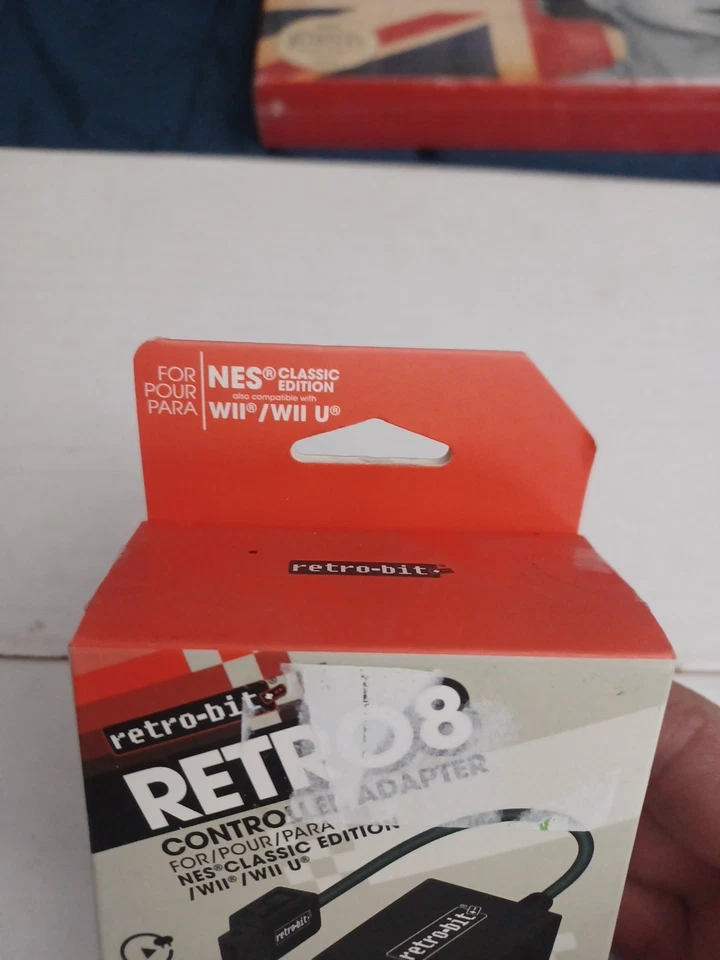 FOR
POUR
PARA
NES® CLASSIC
EDITION
also compatible with
WII®/WII U®
retro-bit
retro-bit®
RETRO8
CONTROLLER ADAPTER
FOR/POUR/PARA
NES® CLASSIC EDITION
/WII®/WII U®
retro-bit
retro-bit®